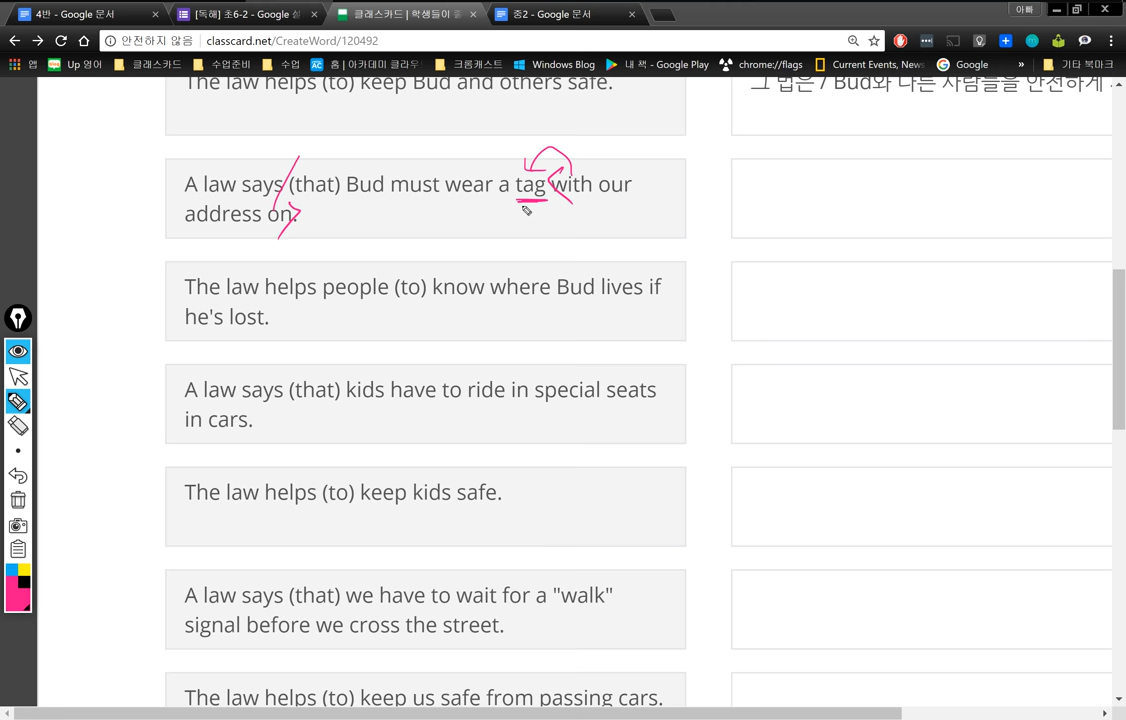 4반 - Google 문서
[독해] 초6-2 - Google 설
클래스카드 | 학생들이 좋
중2 - Google 문서
아빠
안전하지 않음
classcard.net/CreateWord/120492
앱
Up 영어
클래스카드
수업준비
수업
홈 | 아카데미 클라우
크롬캐스트
Windows Blog
내 책 - Google Play
chrome://flags
Current Events, News
Google
»
기타 북마크
The law helps (to) keep Bud and others safe.
그 법은 / Bud와 다른 사람들을 안전하게
A law says (that) Bud must wear a tag with our
address on.
The law helps people (to) know where Bud lives if
he's lost.
A law says (that) kids have to ride in special seats
in cars.
The law helps (to) keep kids safe.
A law says (that) we have to wait for a "walk"
signal before we cross the street.
The law helps (to) keep us safe from passing cars.